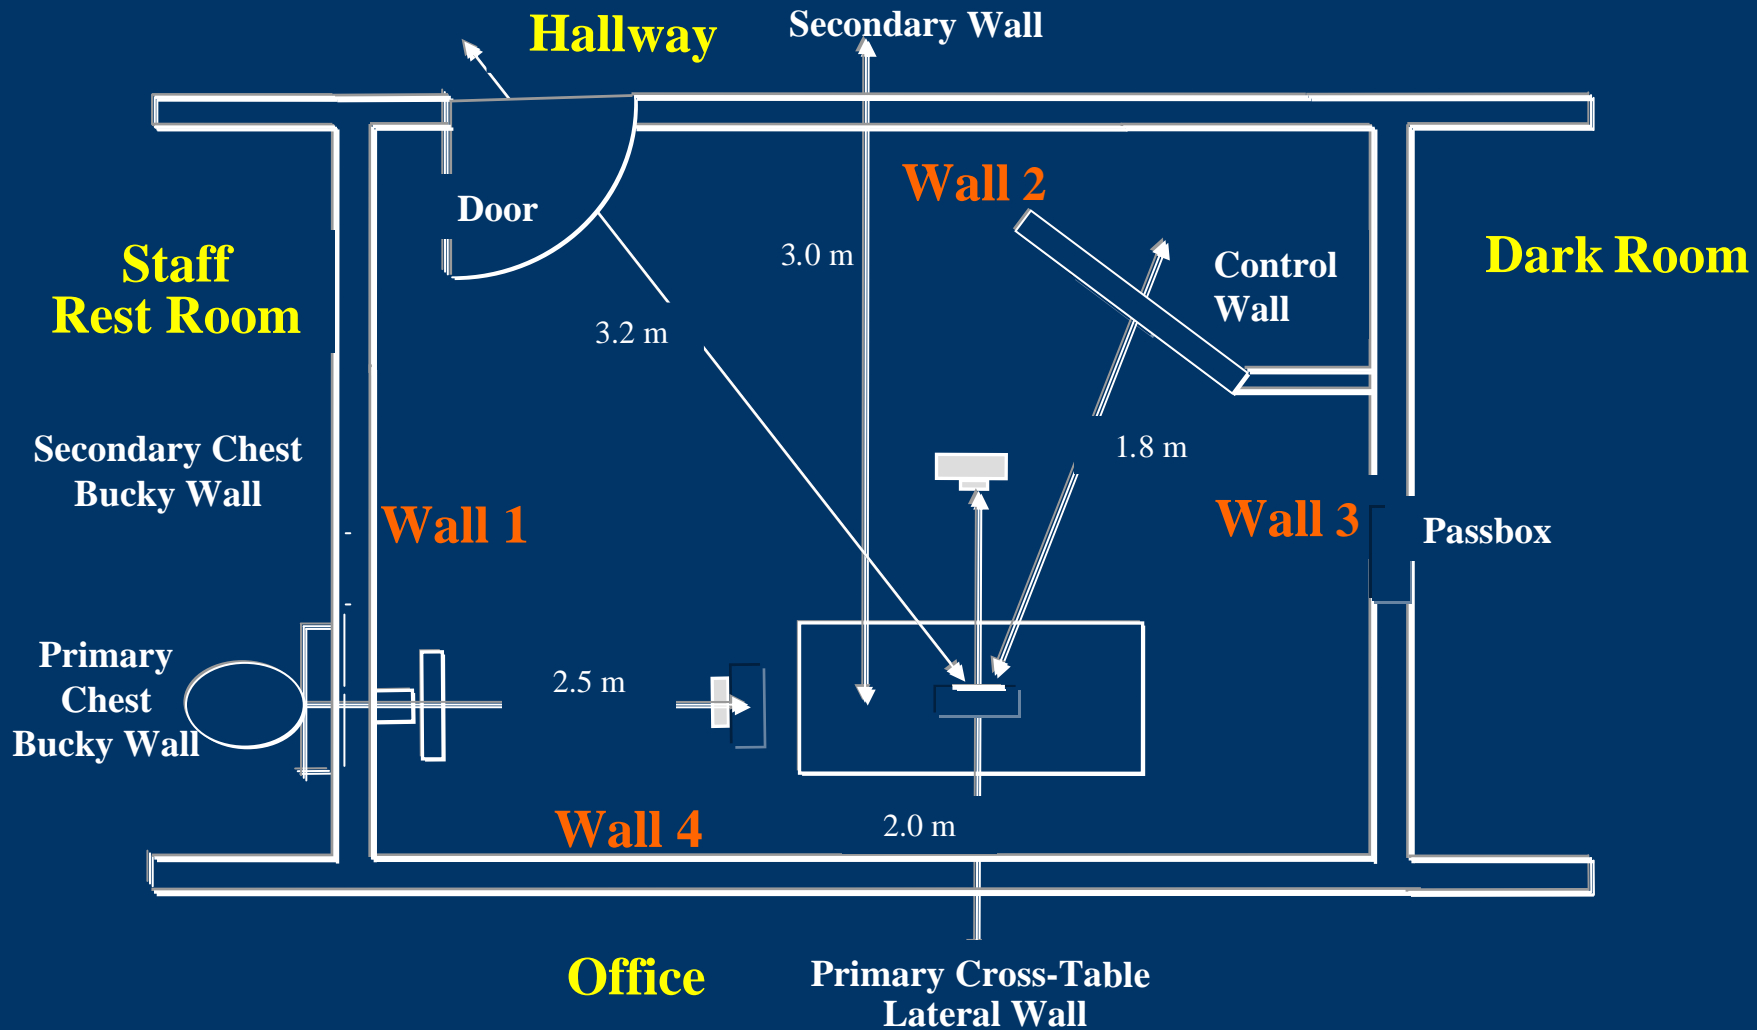 Hallway
Secondary Wall
Wall 2
Door
Staff
Rest Room
3.0 m
Control
Wall
Dark Room
3.2 m
Secondary Chest
Bucky Wall
1.8 m
Wall 1
Wall 3
Passbox
Primary
Chest
Bucky Wall
2.5 m
Wall 4
2.0 m
Office
Primary Cross-Table
Lateral Wall